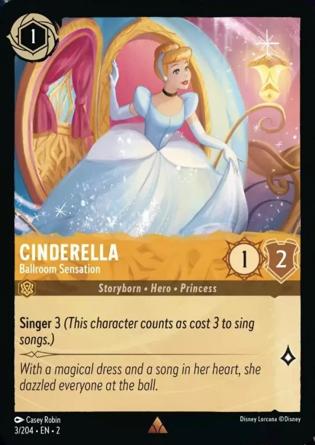 1
CINDERELLA
Ballroom Sensation
1 2
Storyborn • Hero • Princess
Singer 3 (This character counts as cost 3 to sing
songs.)
With a magical dress and a song in her heart, she
dazzled everyone at the ball.
Casey Robin
3/204 • EN • 2
Disney Lorcana ©Disney